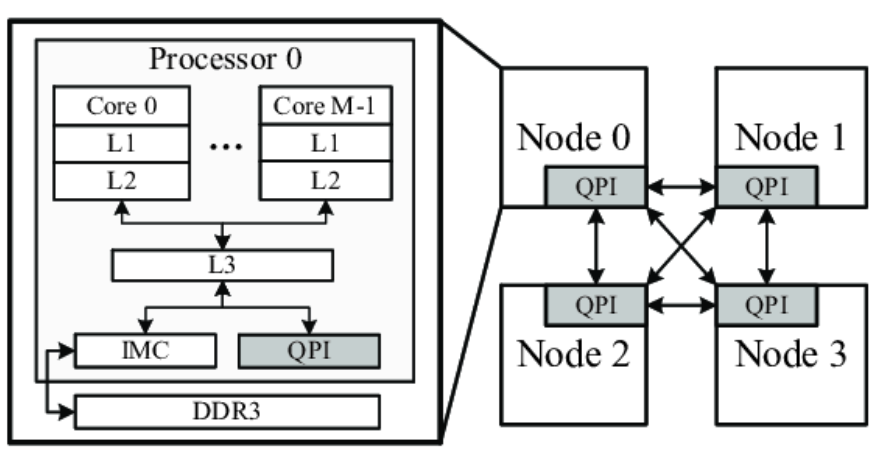 Processor 0
Core 0
L1
L2
...
Core M-1
L1
L2
L3
IMC
QPI
DDR3
Node 0
QPI
Node 1
QPI
QPI
Node 2
QPI
Node 3